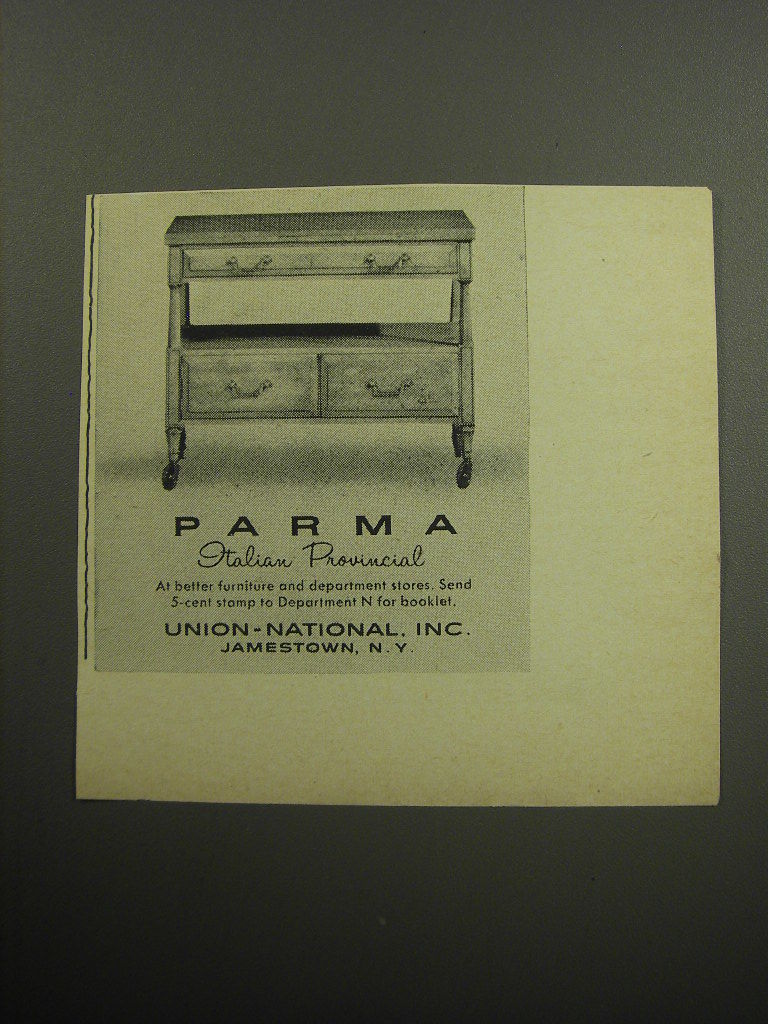 PARMA
Italian Provincial
At better furniture and department stores. Send
5-cent stamp to Department N for booklet.
UNION-NATIONAL, INC.
JAMESTOWN, N. Y.